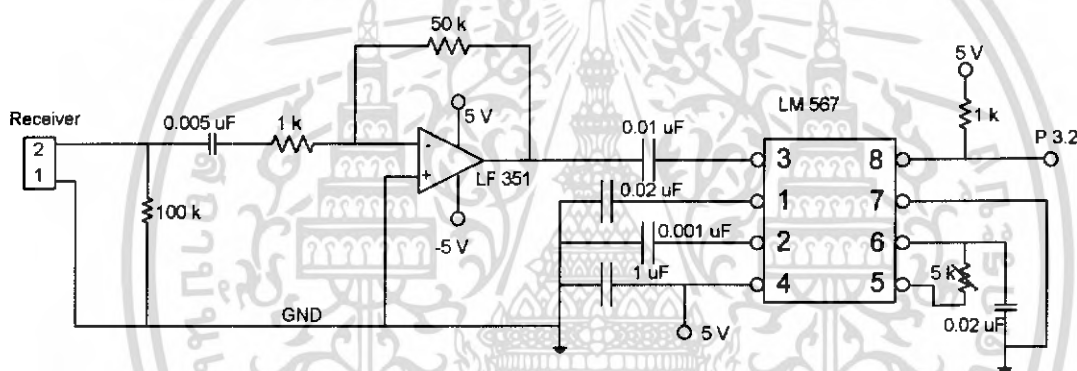 50 k
5 V
5 V
LM 567
Receiver
0.005 uF
1 k
0.01 uF
1 k
P 3.2
2
1
-
+
LF 351
3
8
0.02 uF
1
7
100 k
-5 V
0.001 uF
2
6
1 uF
5 k
4
5
GND
5 V
0.02 uF